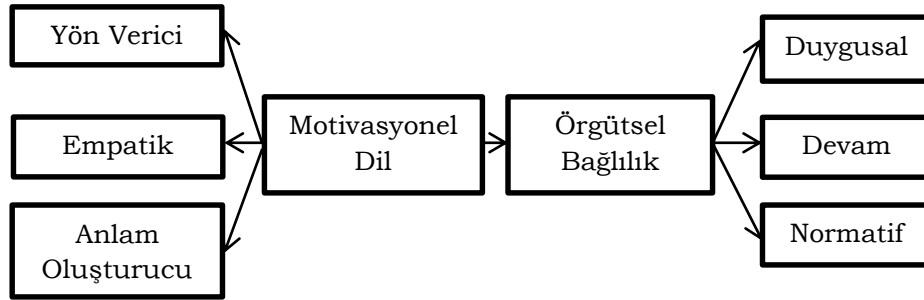 Yön Verici
Empatik
Anlam
Oluşturucu
Motivasyonel
Dil
Örgütsel
Bağlılık
Duygusal
Devam
Normatif